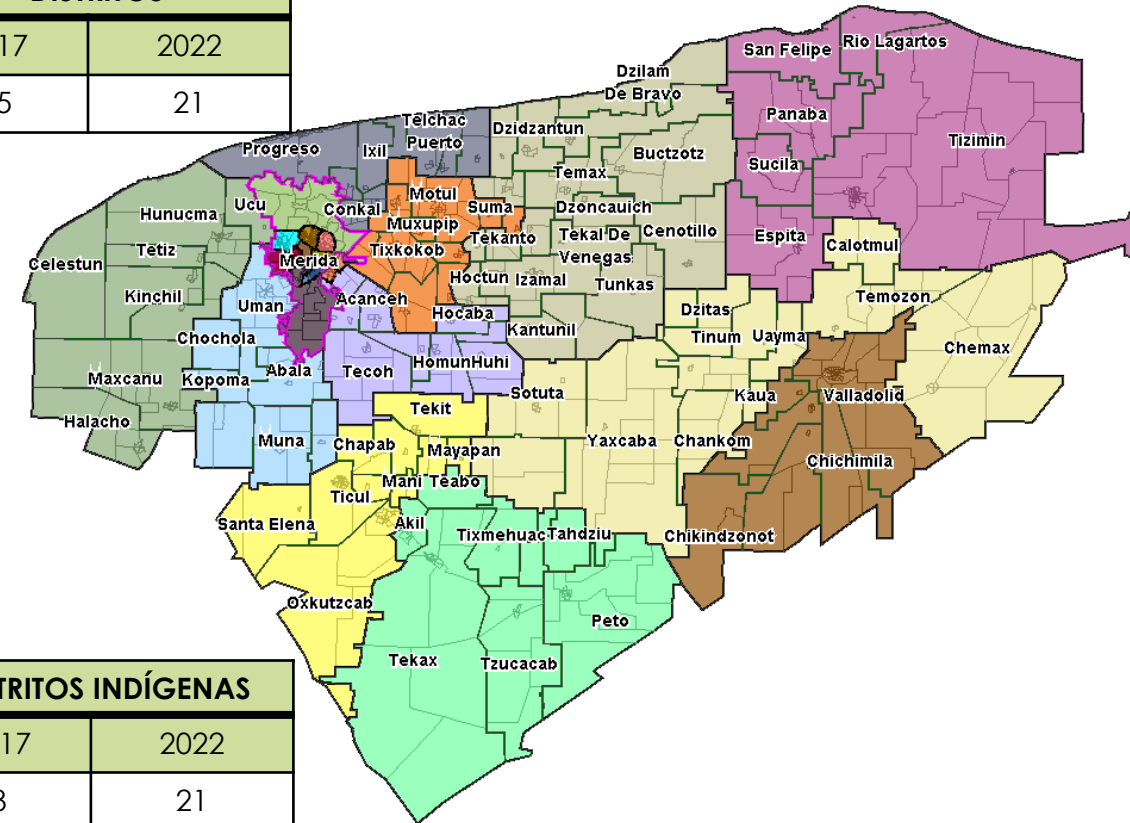 2022
21
San Felipe
Rio Lagartos
Dzilam
De Bravo
Panaba
Telchac
Puerto
Dzidzantun
Tizimin
Progreso
Ixil
Buctzotz
Sucila
Temax
Motul
Ucu
Conkal
Suma
Dzoncauich
Hunucma
Muxupip
Tekanto
Tekal De
Venegas
Cenotillo
Espita
Calotmul
Tetiz
Tixkokob
Merida
Celestun
Hoctun
Izamal
Tunkas
Kinchil
Acanceh
Temozon
Uman
Hocaba
Dzitas
Kantunil
Chochola
Tinum
Uayma
Chemax
Homun
Huhi
Abala
Tecoh
Maxcanu
Kopoma
Sotuta
Kaua
Valladolid
Tekit
Halacho
Muna
Chapab
Mayapan
Yaxcaba
Chankom
Chichimila
Mani
Teabo
Ticul
Santa Elena
Akil
Tixmehuac
Tahdziu
Chikindzonot
Oxkutzcab
Peto
Tekax
Tzucacab
TRITOS INDÍGENAS
17
2022
21